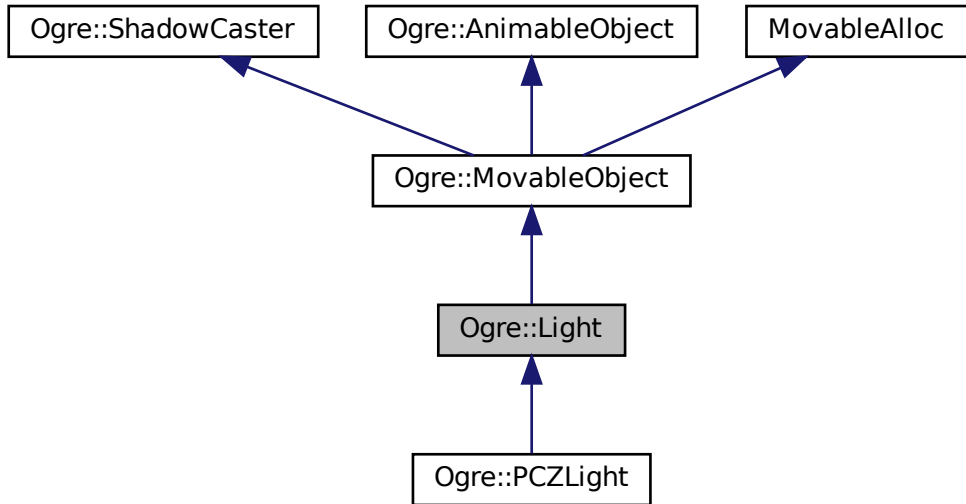 Ogre::ShadowCaster
Ogre::AnimableObject
MovableAlloc
Ogre::MovableObject
Ogre::Light
Ogre::PCZLight